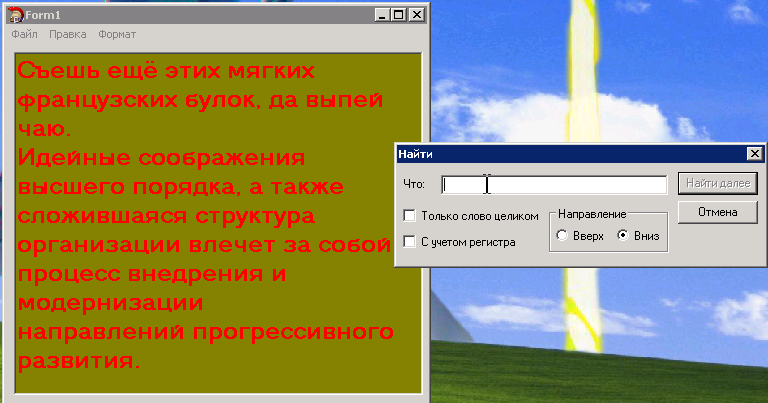 Form1
Файл Правка Формат
Съешь ещё этих мягких
французских булок, да выпей
чаю.
Идейные соображения
высшего порядка, а также
сложившаяся структура
организации влечет за собой
процесс внедрения и
модернизации
направлений прогрессивного
развития.
Найти
Что:
Найти далее
Только слово целиком
С учетом регистра
Направление
Вверх Вниз
Отмена